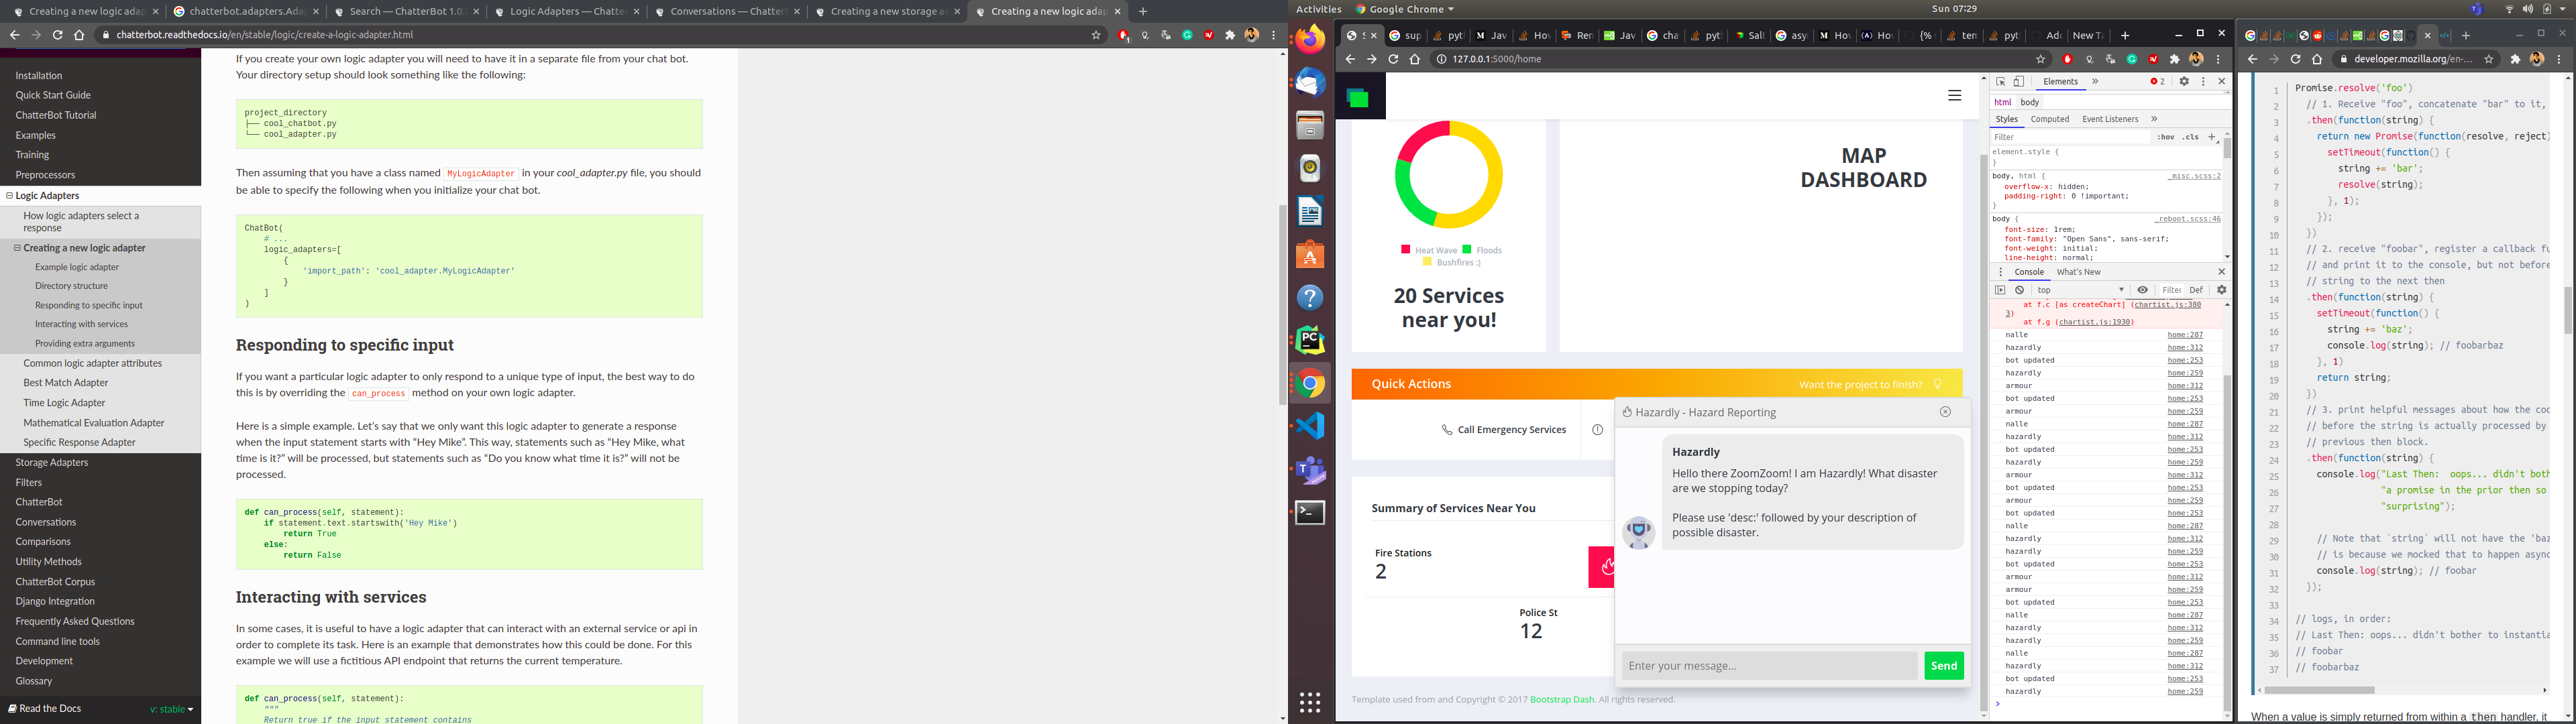 Creating a new logic adap
chatterbot.adapters.Ada
Search — ChatterBot 1.0.
Logic Adapters — Chatte
Conversations — Chatter
Creating a new storage ac
Creating a new logic adap
chatterbot.readthedocs.io/en/stable/logic/create-a-logic-adapter.html
Installation
Quick Start Guide
ChatterBot Tutorial
Examples
Training
Preprocessors
Logic Adapters
How logic adapters select a
response
Creating a new logic adapter
Example logic adapter
Directory structure
Responding to specific input
Interacting with services
Providing extra arguments
Common logic adapter attributes
Best Match Adapter
Time Logic Adapter
Mathematical Evaluation Adapter
Specific Response Adapter
Storage Adapters
Filters
ChatterBot
Conversations
Comparisons
Utility Methods
ChatterBot Corpus
Django Integration
Frequently Asked Questions
Command line tools
Development
Glossary
Read the Docs
v: stable
If you create your own logic adapter you will need to have it in a separate file from your chat bot.
Your directory setup should look something like the following:
project_directory
├── cool_chatbot.py
└── cool_adapter.py
Then assuming that you have a class named MyLogicAdapter in your cool_adapter.py file, you should
be able to specify the following when you initialize your chat bot.
ChatBot(
# ...
logic_adapters=[
{
'import_path': 'cool_adapter.MyLogicAdapter'
}
]
)
Responding to specific input
If you want a particular logic adapter to only respond to a unique type of input, the best way to do
this is by overriding the can_process method on your own logic adapter.
Here is a simple example. Let's say that we only want this logic adapter to generate a response
when the input statement starts with "Hey Mike". This way, statements such as "Hey Mike, what
time is it?" will be processed, but statements such as "Do you know what time it is?" will not be
processed.
def can_process(self, statement):
if statement.text.startswith('Hey Mike')
return True
else:
return False
Interacting with services
In some cases, it is useful to have a logic adapter that can interact with an external service or api in
order to complete its task. Here is an example that demonstrates how this could be done. For this
example we will use a fictitious API endpoint that returns the current temperature.
def can_process(self, statement):
"""
Return true if the input statement contains
Activities
Google Chrome
Sun 07:29
127.0.0.1:5000/home
Heat Wave
Floods
Bushfires :)
20 Services
near you!
MAP
DASHBOARD
Quick Actions
Want the project to finish?
Call Emergency Services
Summary of Services Near You
Fire Stations
2
Police St
12
Template used from and Copyright © 2017 Bootstrap Dash. All rights reserved.
Hazardly - Hazard Reporting
Hazardly
Hello there ZoomZoom! I am Hazardly! What disaster
are we stopping today?
Please use 'desc:' followed by your description of
possible disaster.
Enter your message...
Send
Elements
2
html body
Styles Computed Event Listeners
Filter
:hov .cls
element.style {
}
body, html {
_misc.scss:2
overflow-x: hidden;
padding-right: 0 !important;
}
body {
_reboot.scss:46
font-size: 1rem;
font-family: "Open Sans", sans-serif;
font-weight: initial;
line-height: normal;
Console What's New
top
Filter
Def
at f.c [as createChart] (chartist.js:380
3)
at f.g (chartist.js:1930)
nalle home:287
hazardly home:312
bot updated home:253
hazardly home:259
armour home:312
bot updated home:253
armour home:259
nalle home:287
hazardly home:312
bot updated home:253
hazardly home:259
armour home:312
bot updated home:253
armour home:259
bot updated home:253
nalle home:287
hazardly home:312
hazardly home:259
bot updated home:253
armour home:312
armour home:259
bot updated home:253
nalle home:287
hazardly home:312
hazardly home:259
nalle home:287
hazardly home:312
bot updated home:253
hazardly home:259
developer.mozilla.org/en-...
1 Promise.resolve('foo')
2 // 1. Receive "foo", concatenate "bar" to it,
3 .then(function(string) {
4 return new Promise(function(resolve, reject)
5 setTimeout(function() {
6 string += 'bar';
7 resolve(string);
8 }, 1);
9 });
10 })
11 // 2. receive "foobar", register a callback fu
12 // and print it to the console, but not before
13 // string to the next then
14 .then(function(string) {
15 setTimeout(function() {
16 string += 'baz';
17 console.log(string); // foobarbaz
18 }, 1)
19 return string;
20 })
21 // 3. print helpful messages about how the cod
22 // before the string is actually processed by
23 // previous then block.
24 .then(function(string) {
25 console.log("Last Then: oops... didn't both
26 "a promise in the prior then so
27 "surprising");
28
29 // Note that `string` will not have the 'baz
30 // is because we mocked that to happen async
31 console.log(string); // foobar
32 });
33
34 // logs, in order:
35 // Last Then: oops... didn't bother to instantia
36 // foobar
37 // foobarbaz
When a value is simply returned from within a then handler, it